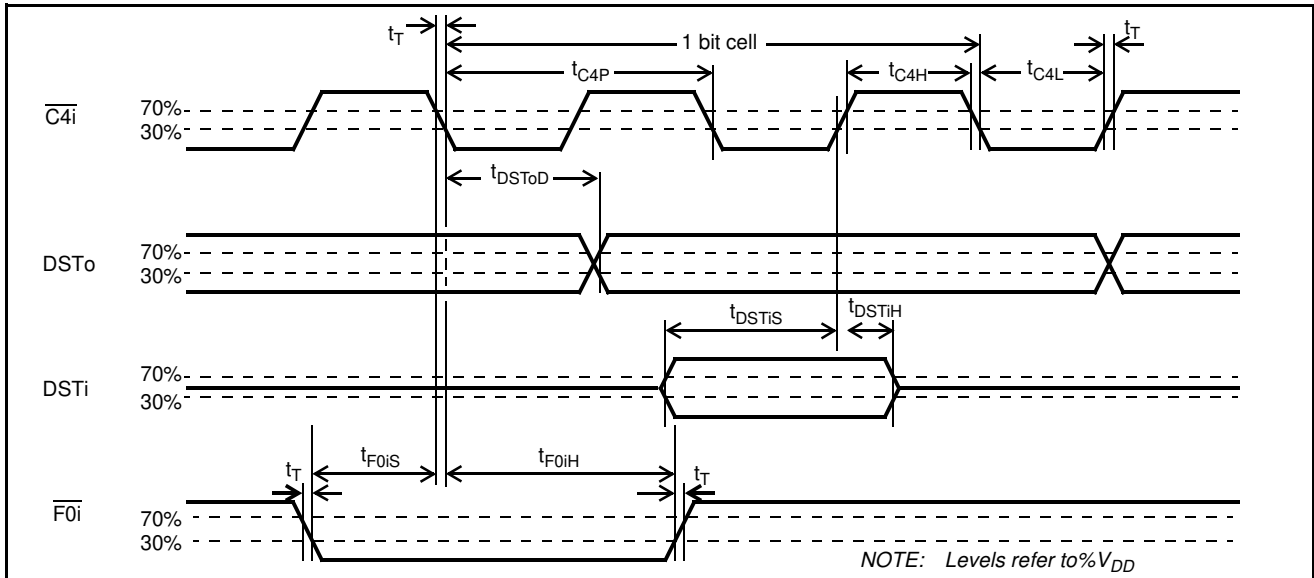 tT
1 bit cell
tT
tC4P
tC4H
tC4L
C4i
70%
30%
tDSToD
DSTo
70%
30%
tDSTiS
tDSTiH
DSTi
70%
30%
tF0iS
tF0iH
tT
tT
F0i
70%
30%
NOTE: Levels refer to%VDD